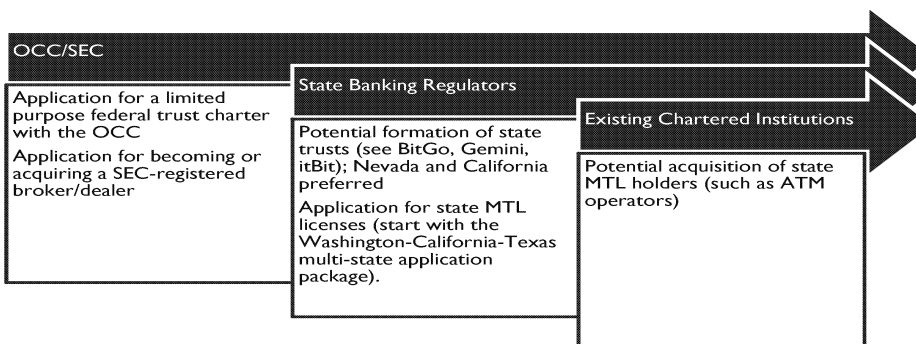 OCC/SEC
Application for a limited
purpose federal trust charter
with the OCC
Application for becoming or
acquiring a SEC-registered
broker/dealer
State Banking Regulators
Potential formation of state
trusts (see BitGo, Gemini,
itBit); Nevada and California
preferred
Application for state MTL
licenses (start with the
Washington-California-Texas
multi-state application
package).
Existing Chartered Institutions
Potential acquisition of state
MTL holders (such as ATM
operators)